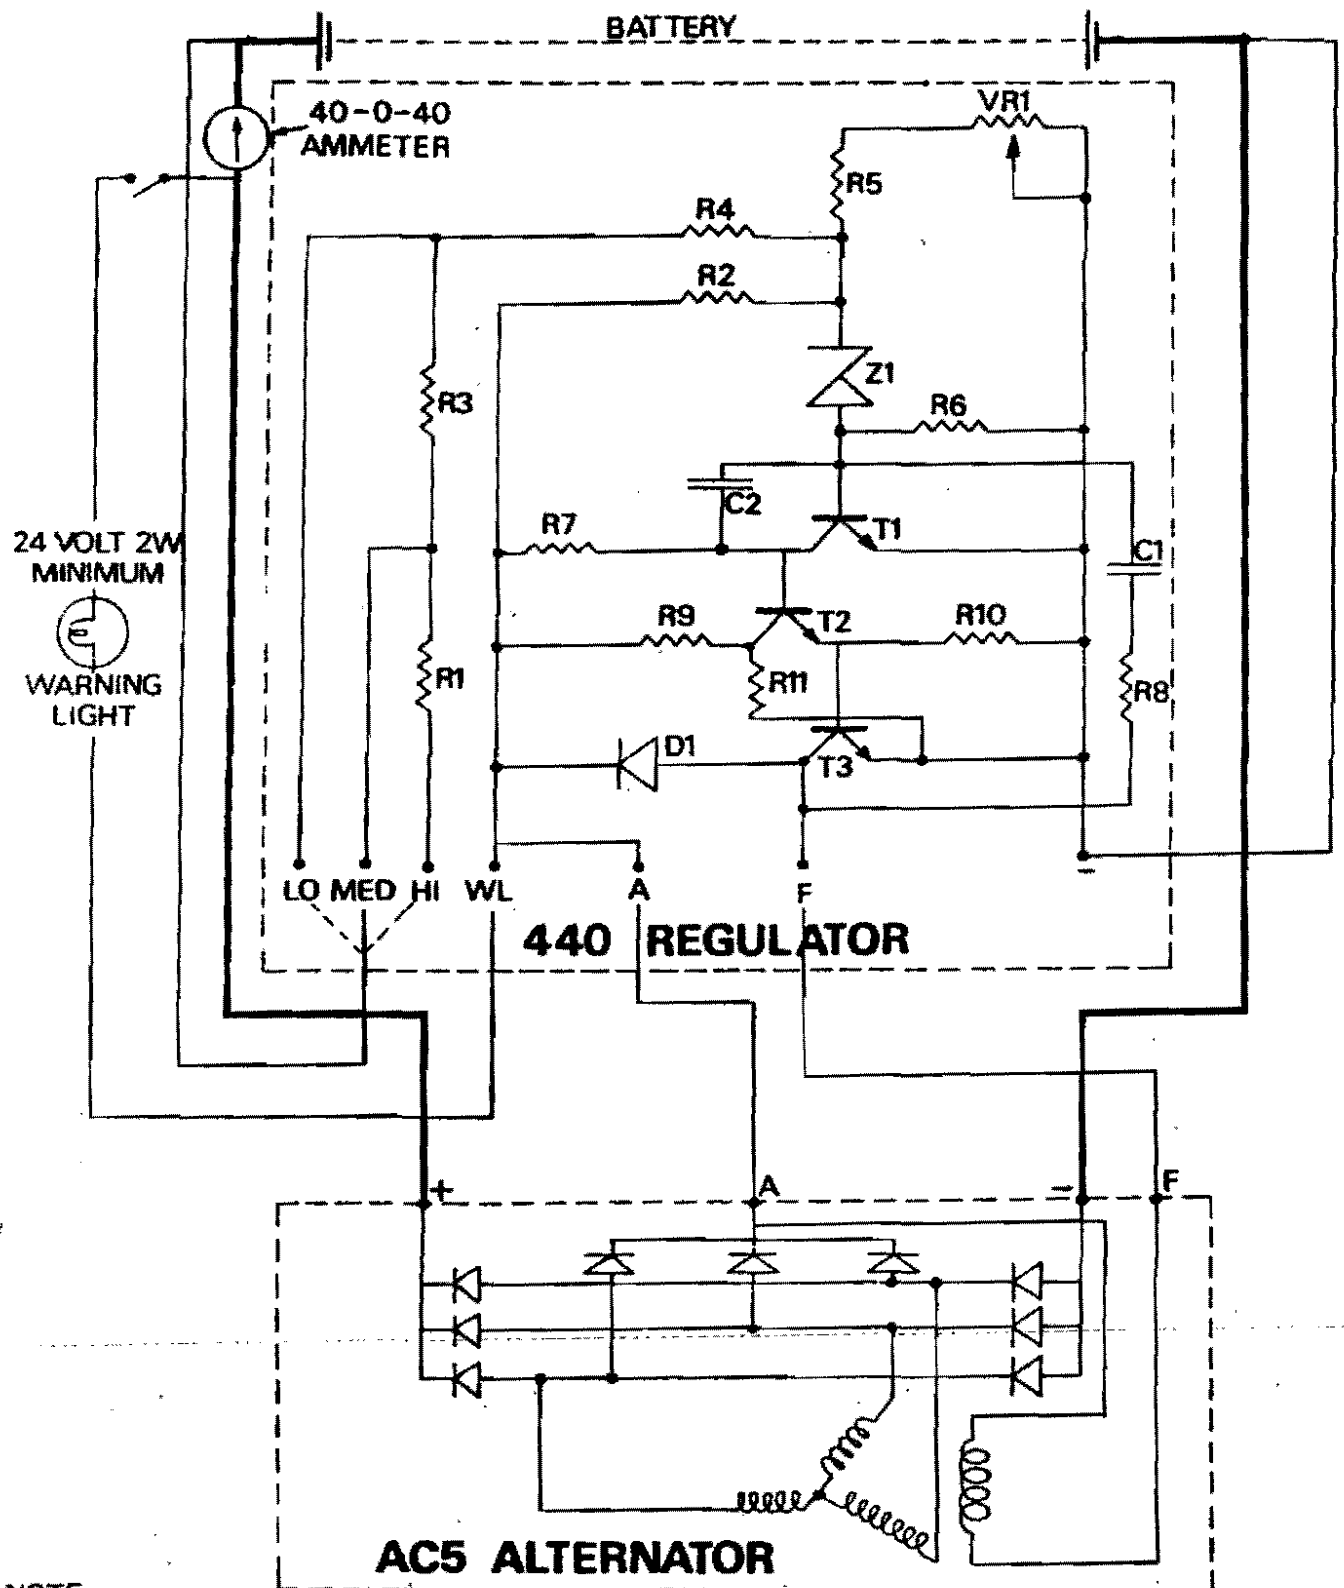 BATTERY
40-0-40
AMMETER
VR1
R5
R4
R2
Z1
R3
R6
C2
R7
T1
C1
24 VOLT 2W
MINIMUM
R9
T2
R10
R1
R11
R8
WARNING
LIGHT
D1
T3
LO MED HI WL A F -
440 REGULATOR
+ A - F
AC5 ALTERNATOR